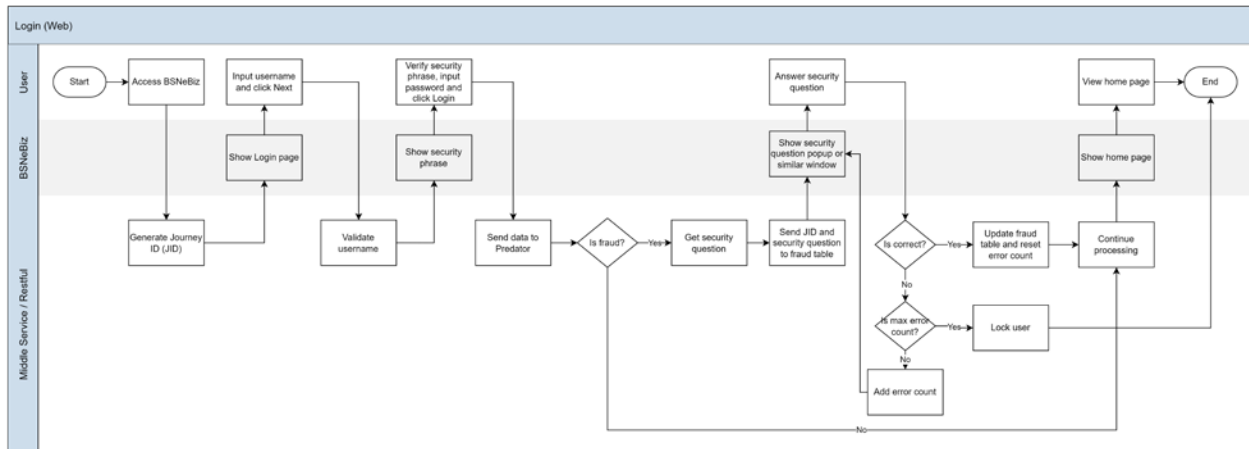 Login (Web)
User
Start
Access BSNeBiz
Input username
and click Next
Verify security
phrase, input
password and
click Login
Answer security
question
View home page
End
BSNeBiz
Show Login page
Show security
phrase
Show security
question popup or
similar window
Show home page
Middle Service / Restful
Generate Journey
ID (JID)
Validate
username
Send data to
Predator
Is fraud?
Yes
Get security
question
Send JID and
security question
to fraud table
Is correct?
Yes
Update fraud
table and reset
error count
Continue
processing
No
Is max error
count?
Yes
Lock user
No
Add error count
No